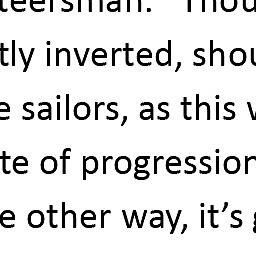 teersman. "Thou
tly inverted, shou
e sailors, as this v
te of progression
e other way, it’s g